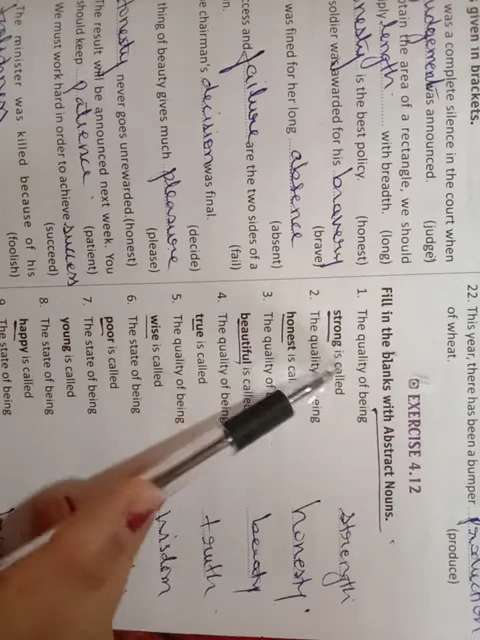 s given in brackets.
was a complete silence in the court when
judgement was announced. (judge)
ply length with breadth. (long)
tain the area of a rectangle, we should
nesty is the best policy. (honest)
soldier was awarded for his bravery
(brave)
was fined for her long absence
(absent)
cess and failure are the two sides of a
in. (fail)
e chairman's decision was final.
(decide)
thing of beauty gives much pleasure
(please)
Honesty never goes unrewarded. (honest)
The result will be announced next week. You
should keep patience. (patient)
We must work hard in order to achieve success
(succeed)
The minister was killed because of his
(foolish)
22. This year, there has been a bumper production
of wheat. (produce)
EXERCISE 4.12
Fill in the blanks with Abstract Nouns.
1. The quality of being
strong is called strength
2. The quality being
honest is ca honesty
3. The quality of
beautiful is called beauty
4. The quality of being
true is called truth
5. The quality of being
wise is called wisdom
6. The state of being
poor is called
7. The state of being
young is called
8. The state of being
happy is called
9. The state of being